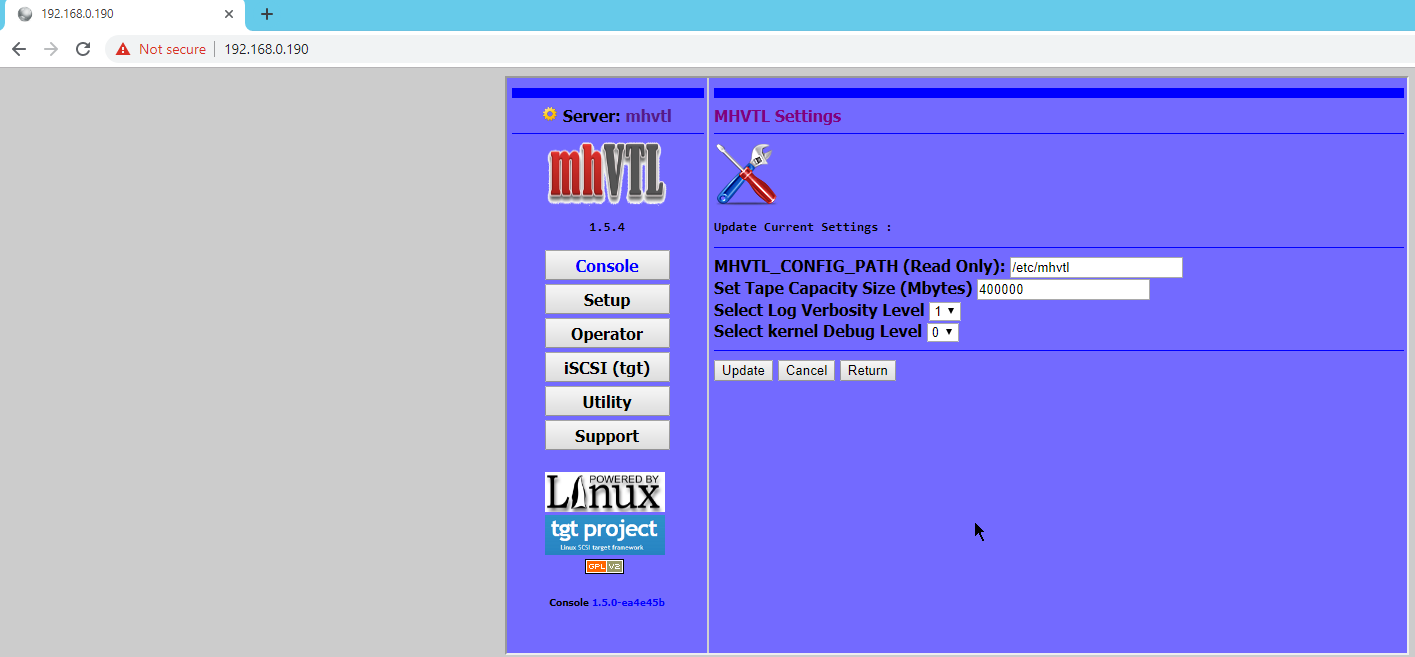 192.168.0.190
Not secure 192.168.0.190
Server: mhvtl
mhVTL
1.5.4
Console
Setup
Operator
iSCSI (tgt)
Utility
Support
POWERED BY
Linux
tgt project
Linux SCSI target framework
GPL V2
Console 1.5.0-ea4e45b
MHVTL Settings
Update Current Settings :
MHVTL_CONFIG_PATH (Read Only): /etc/mhvtl
Set Tape Capacity Size (Mbytes) 400000
Select Log Verbosity Level 1
Select kernel Debug Level 0
Update Cancel Return